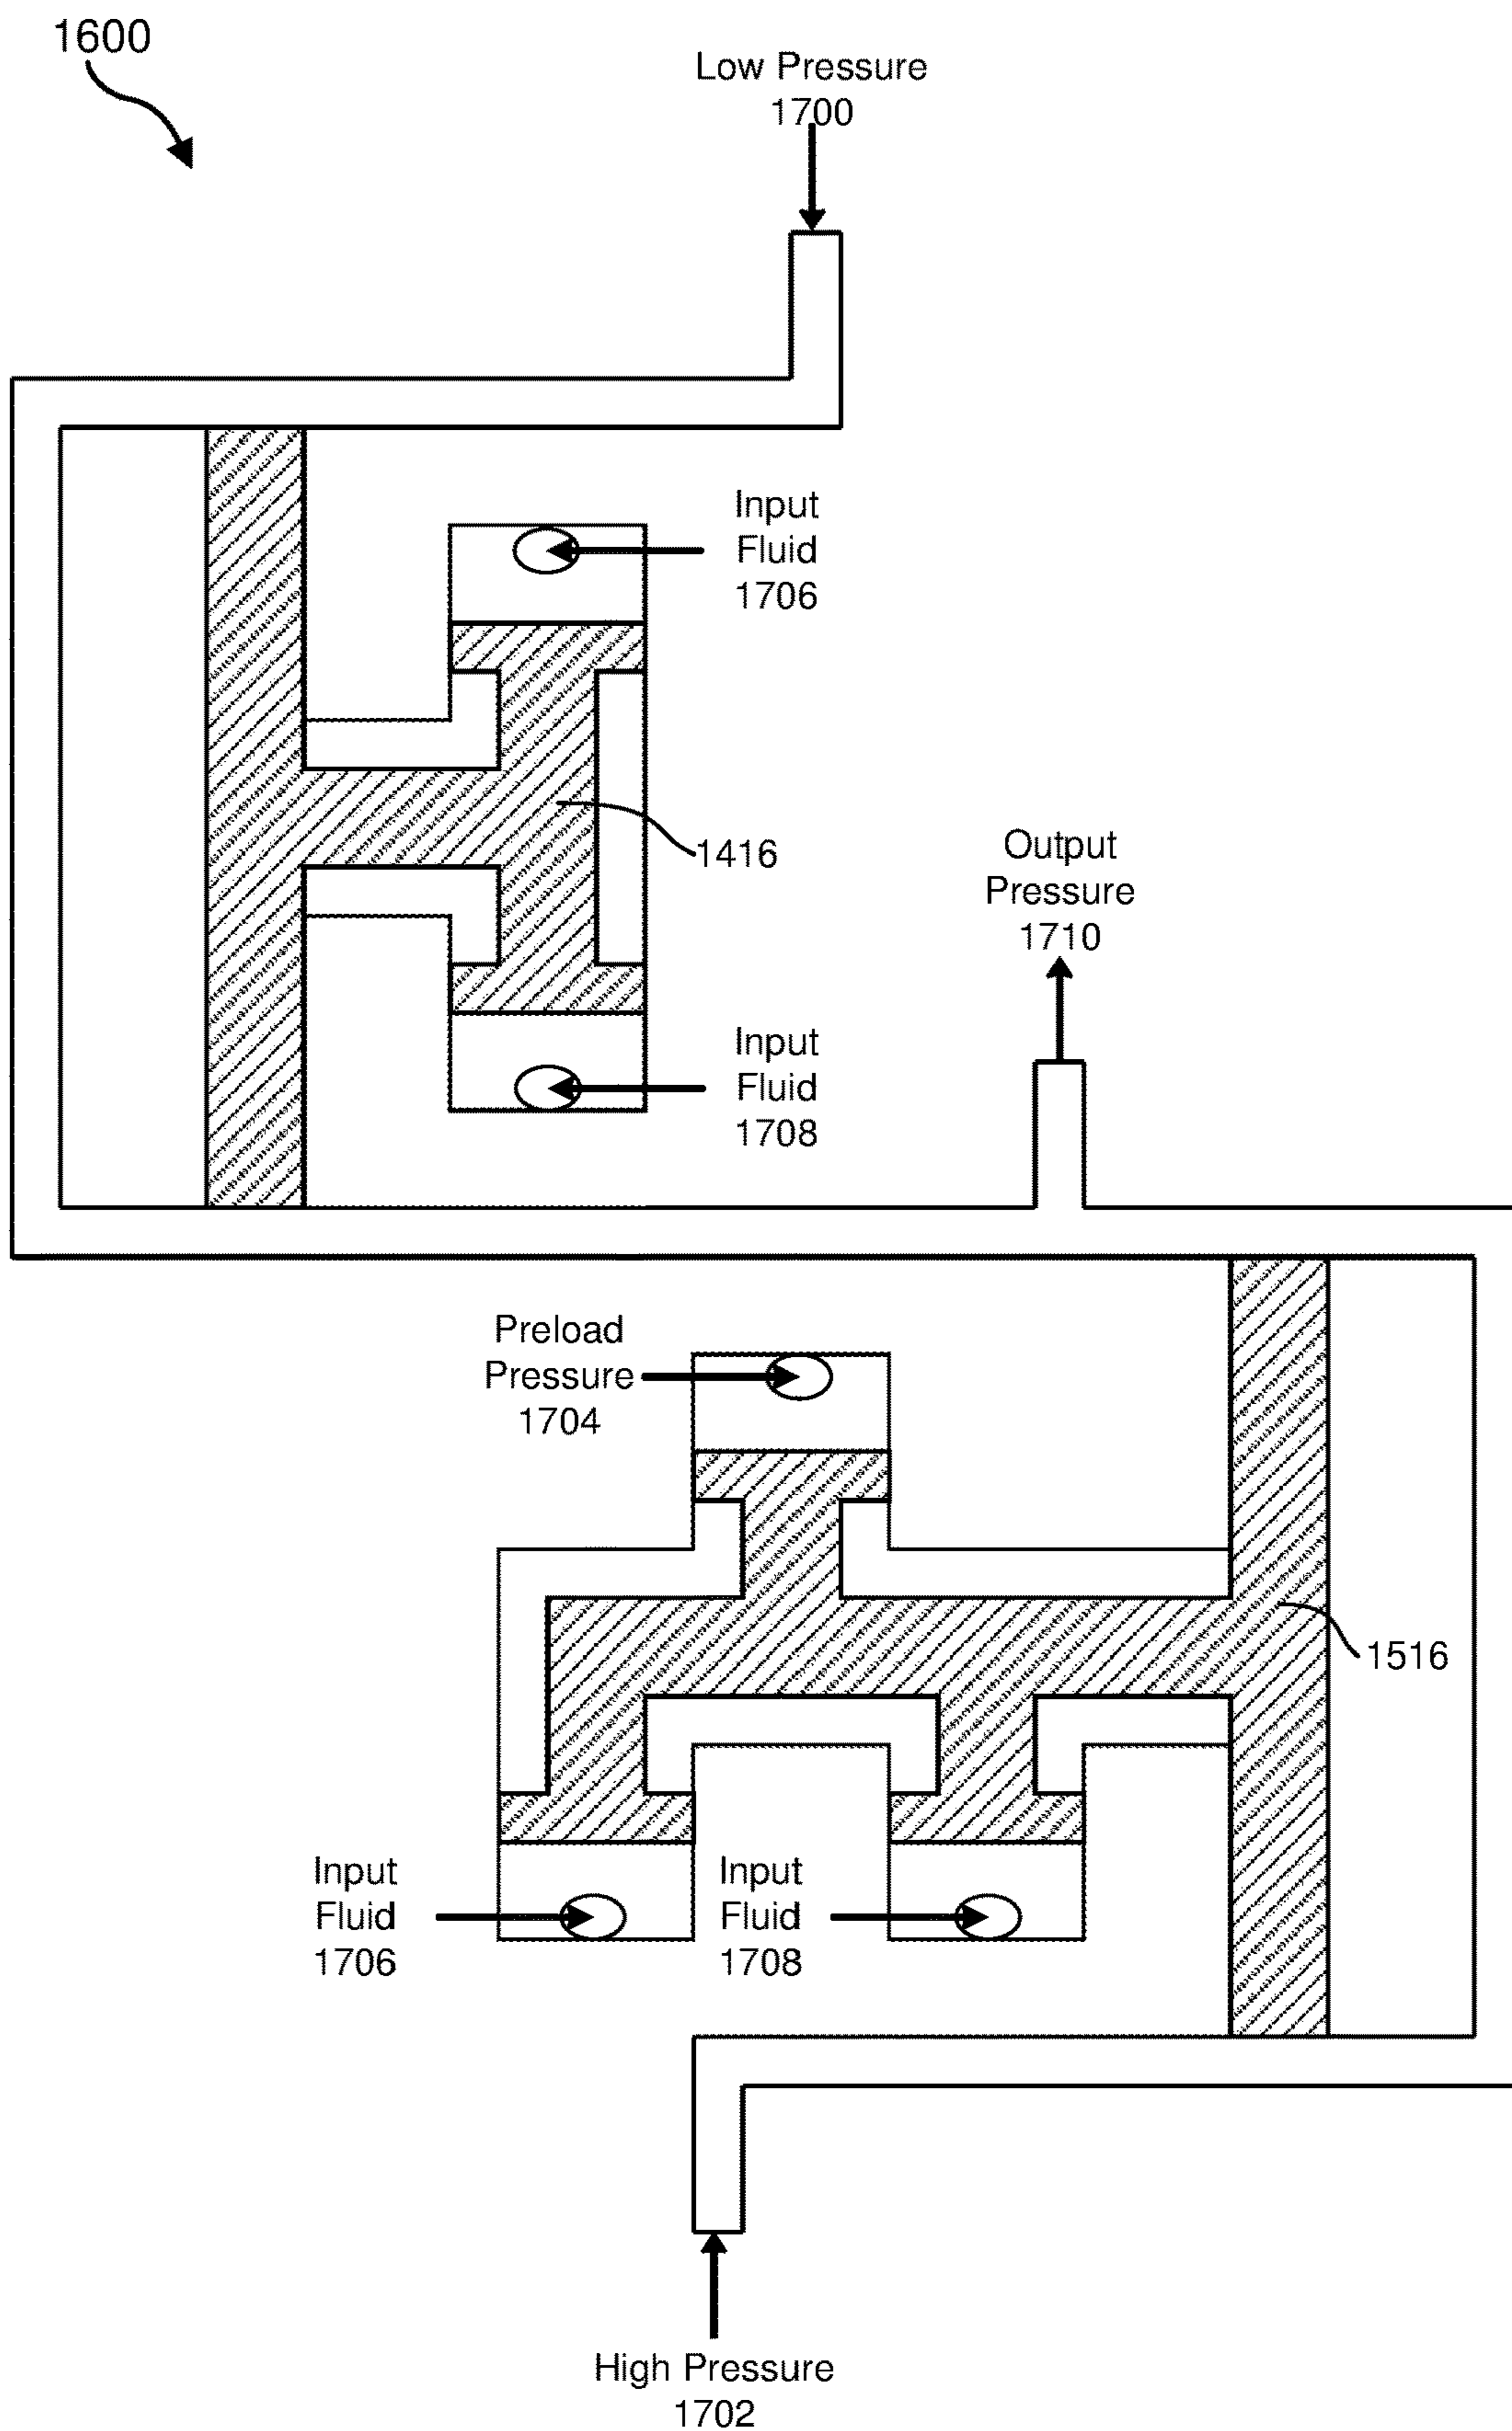 1600
Low Pressure
1700
Input
Fluid
1706
1416
Output
Pressure
1710
Input
Fluid
1708
Preload
Pressure
1704
1516
Input
Fluid
1706
Input
Fluid
1708
High Pressure
1702